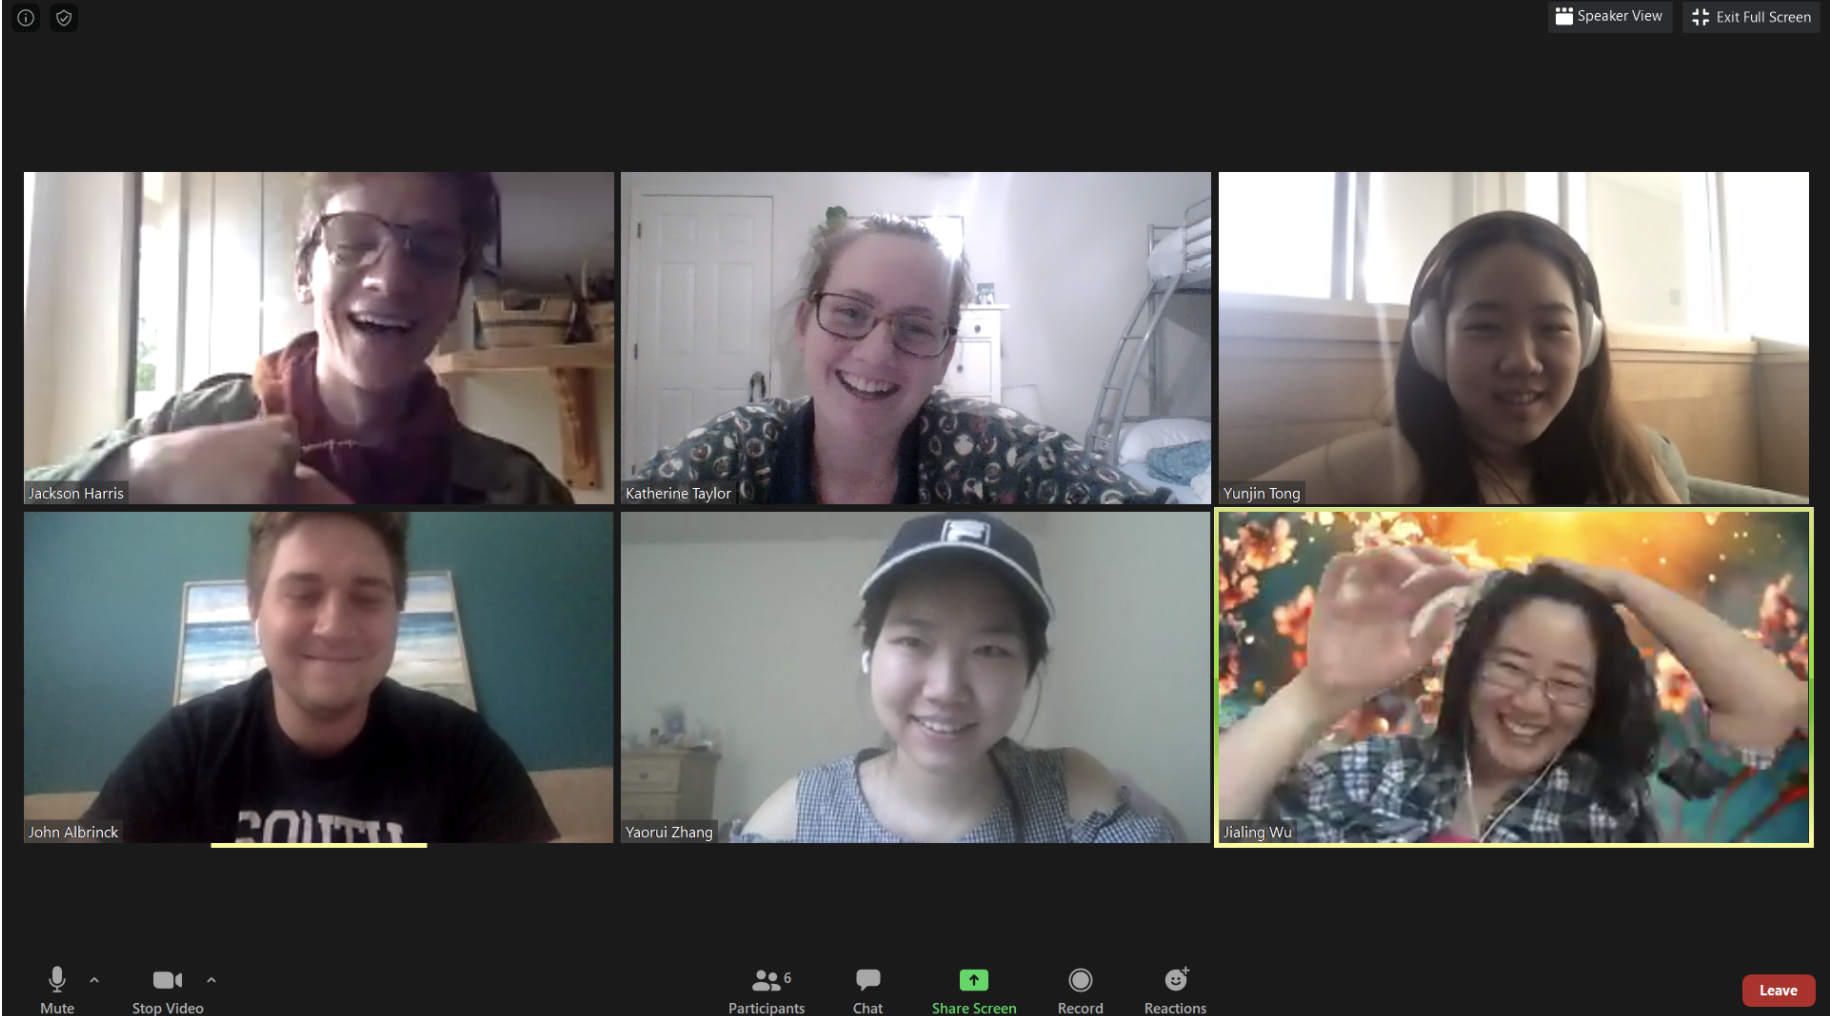 Speaker View
Exit Full Screen
Jackson Harris
Katherine Taylor
Yunjin Tong
SOUTH
John Albrinck
Yaorui Zhang
Jialing Wu
6
Mute
Stop Video
Participants
Chat
Share Screen
Record
Reactions
Leave